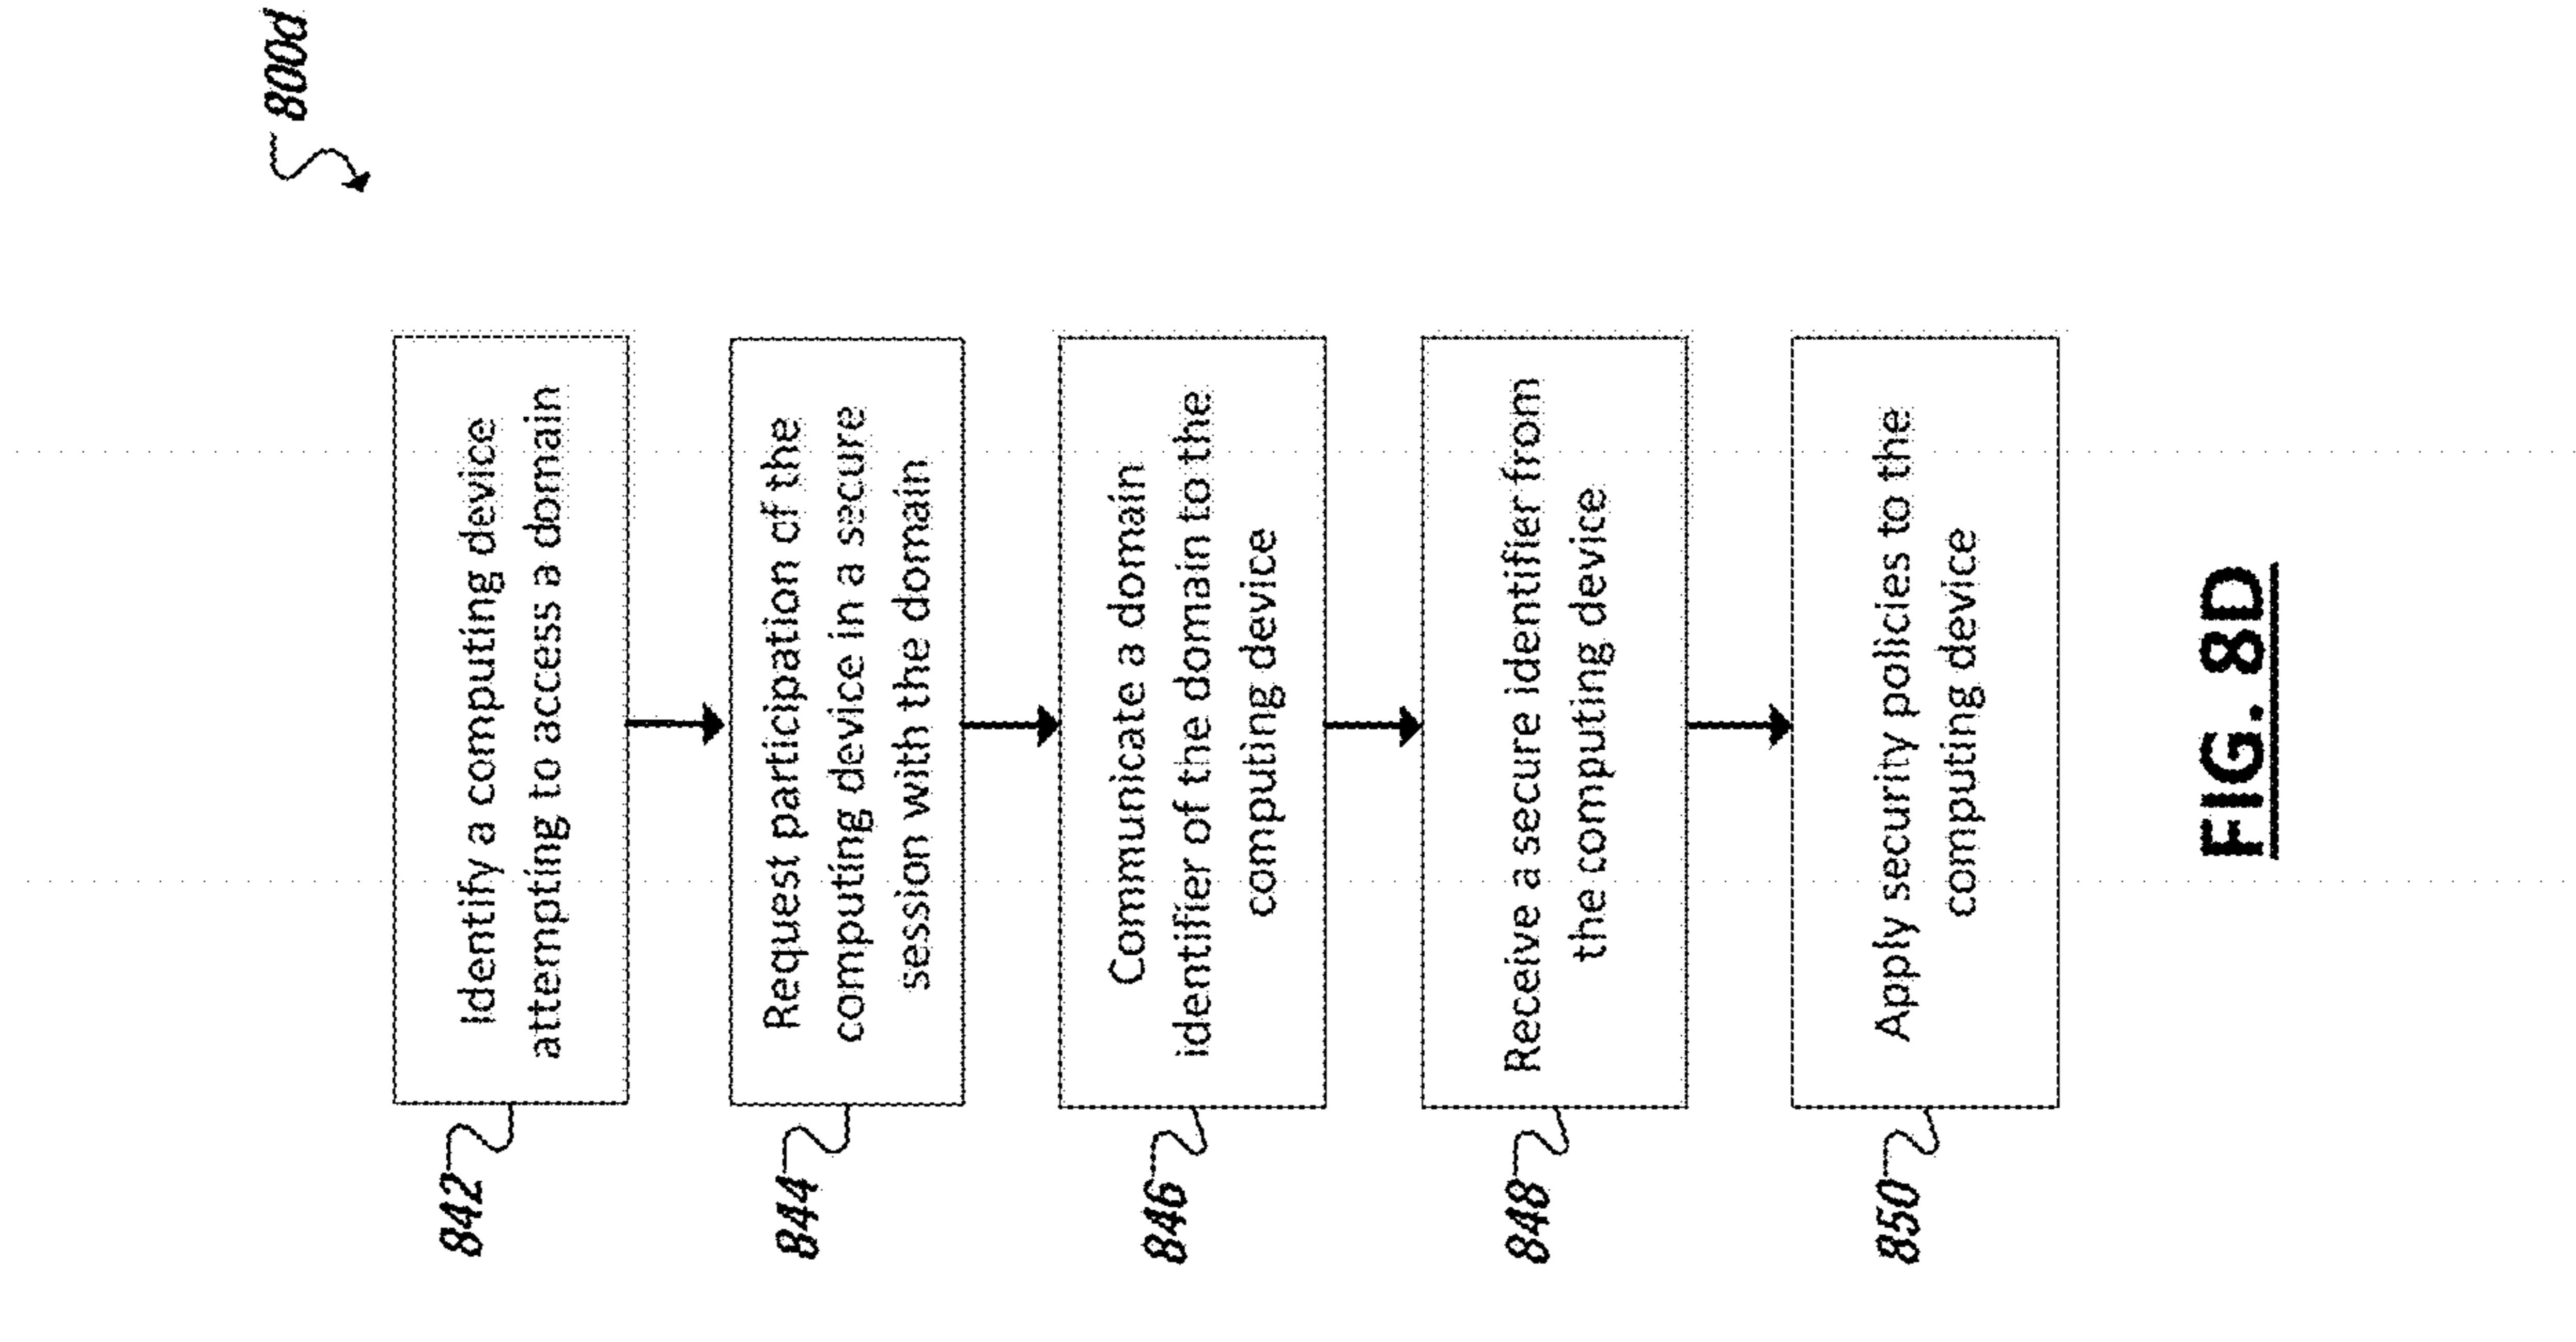 800d
842
Identify a computing device
attempting to access a domain
844
Request participation of the
computing device in a secure
session with the domain
846
Communicate a domain
identifier of the domain to the
computing device
848
Receive a secure identifier from
the computing device
850
Apply security policies to the
computing device
FIG. 8D